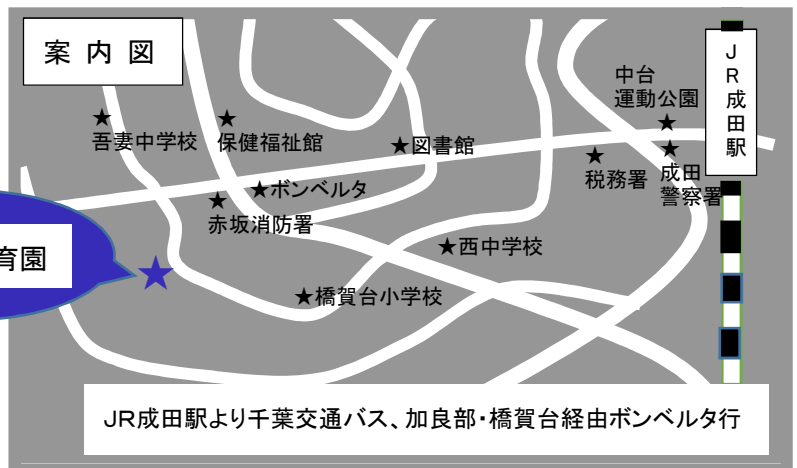 案 内 図
JR成田駅
中台
運動公園
★
★
吾妻中学校
★
保健福祉館
★図書館
★
税務署
★
成田
警察署
★ボンベルタ
★
赤坂消防署
★西中学校
育園
★
★橋賀台小学校
JR成田駅より千葉交通バス、加良部・橋賀台経由ボンベルタ行